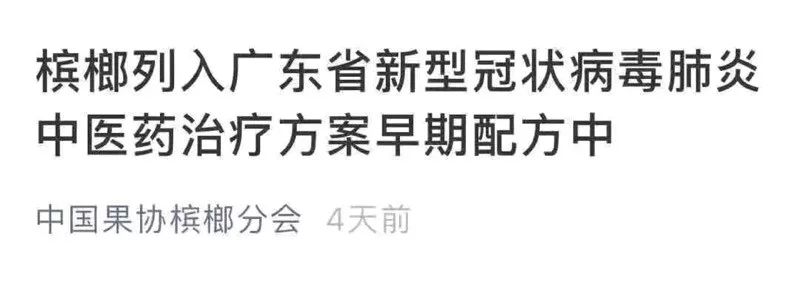 槟榔列入广东省新型冠状病毒肺炎
中医药治疗方案早期配方中
中国果协槟榔分会 4天前